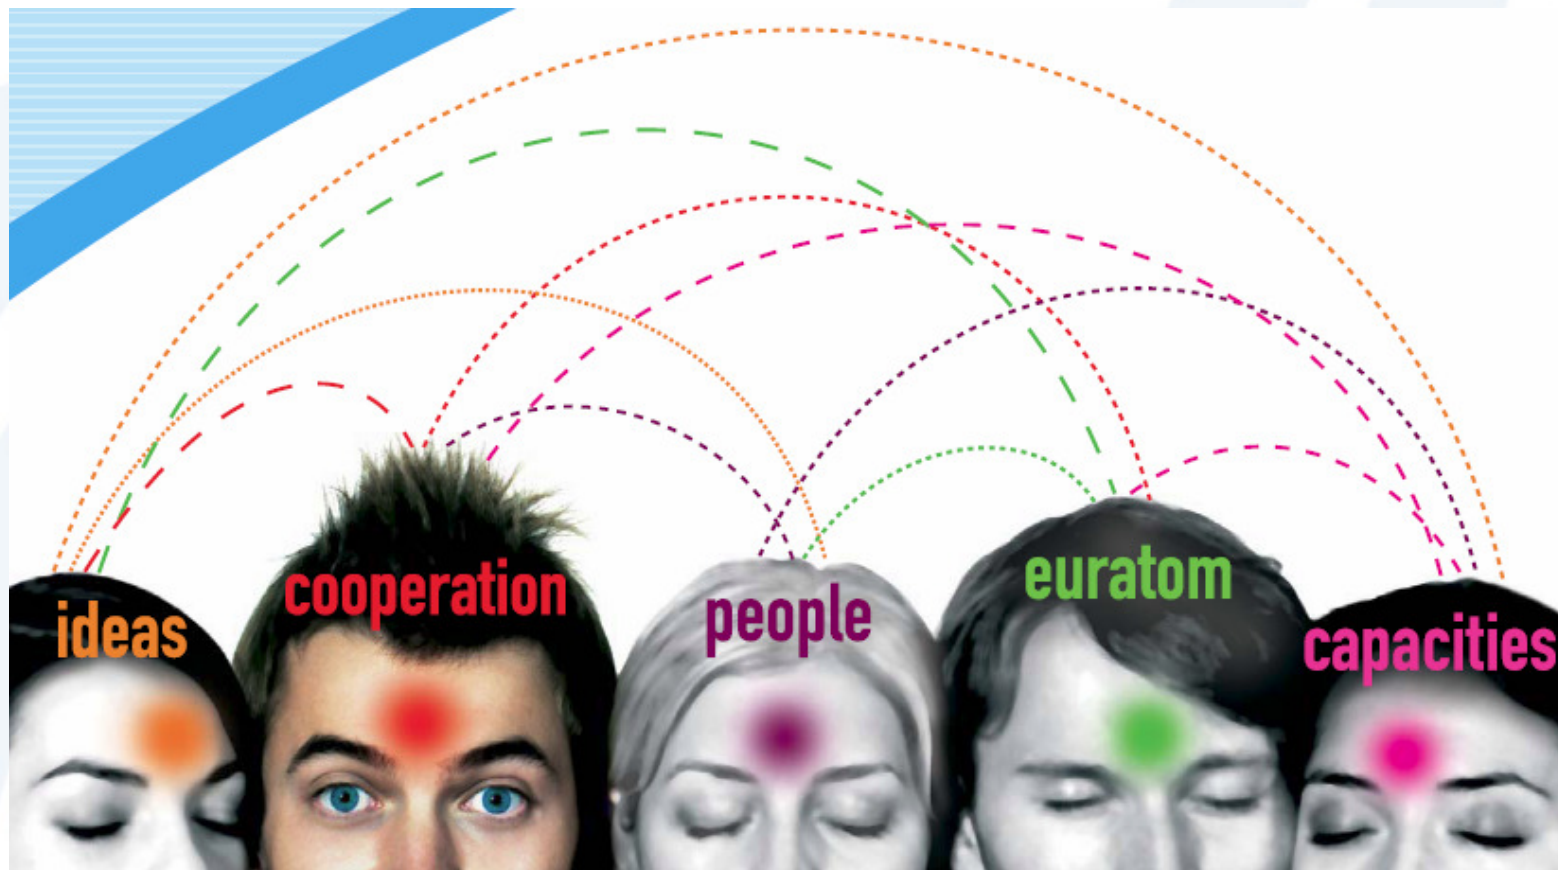 ideas
cooperation
people
euratom
capacities